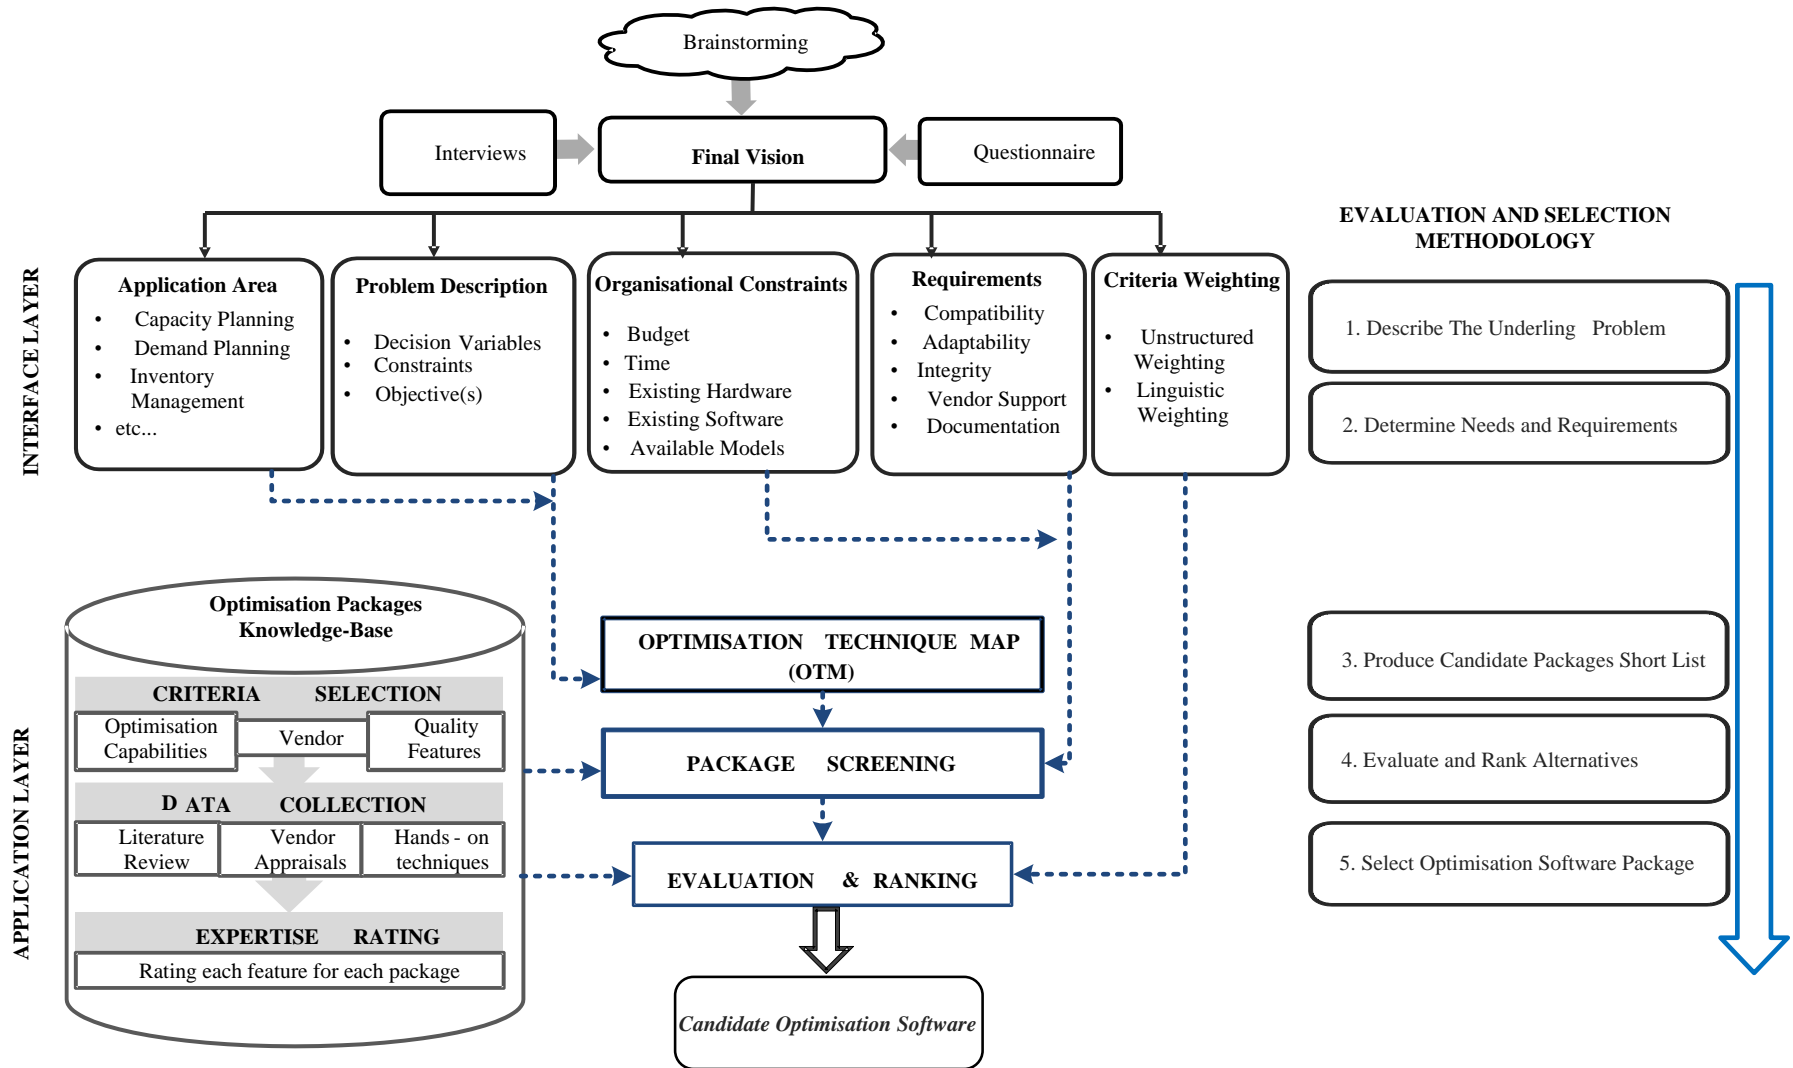 Brainstorming
Interviews
Final Vision
Questionnaire
EVALUATION AND SELECTION
METHODOLOGY
INTERFACE LAYER
Application Area
• Capacity Planning
• Demand Planning
• Inventory
Management
• etc...
Problem Description
• Decision Variables
• Constraints
• Objective(s)
Organisational Constraints
• Budget
• Time
• Existing Hardware
• Existing Software
• Available Models
Requirements
• Compatibility
• Adaptability
• Integrity
• Vendor Support
• Documentation
Criteria Weighting
• Unstructured
Weighting
• Linguistic
Weighting
1. Describe The Underling Problem
2. Determine Needs and Requirements
APPLICATION LAYER
Optimisation Packages
Knowledge-Base
CRITERIA SELECTION
Optimisation
Capabilities
Vendor
Quality
Features
D ATA COLLECTION
Literature
Review
Vendor
Appraisals
Hands - on
techniques
EXPERTISE RATING
Rating each feature for each package
OPTIMISATION TECHNIQUE MAP
(OTM)
PACKAGE SCREENING
EVALUATION & RANKING
Candidate Optimisation Software
3. Produce Candidate Packages Short List
4. Evaluate and Rank Alternatives
5. Select Optimisation Software Package